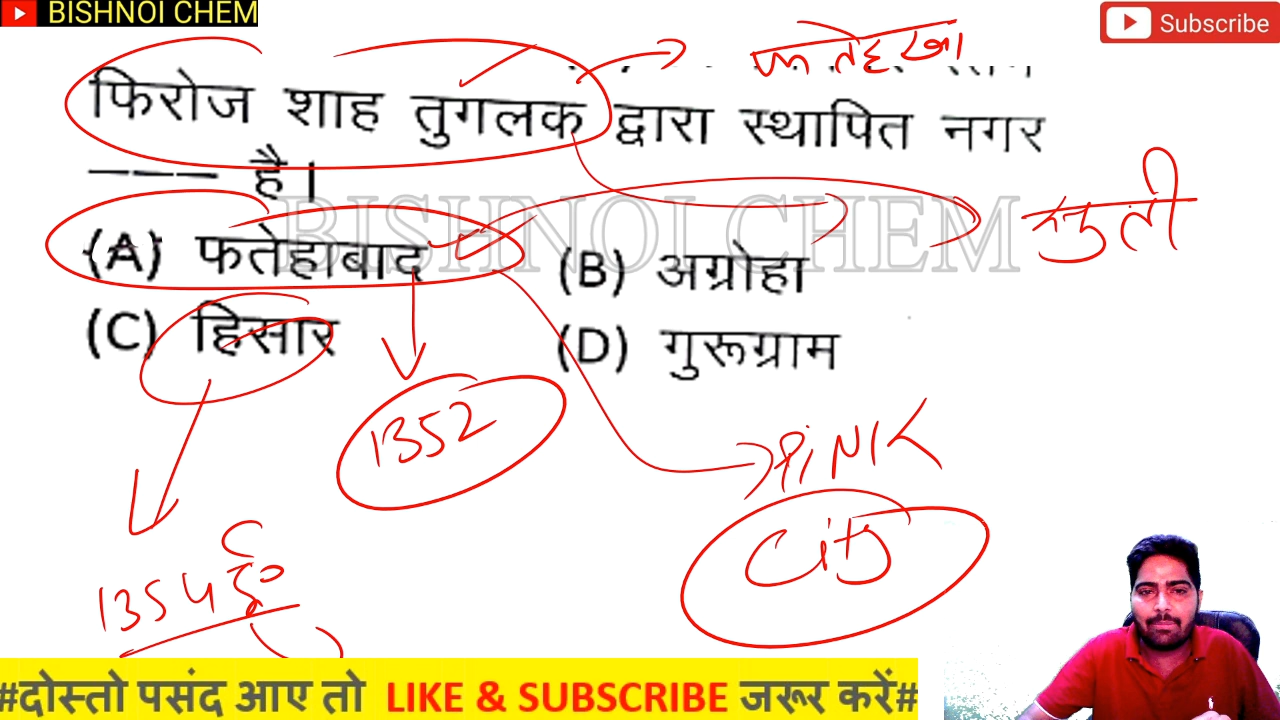 BISHNOI CHEM
Subscribe
फतेहखा
फिरोज शाह तुगलक द्वारा स्थापित नगर
--- है।
BISHNOI CHEM
(A) फतेहाबाद
(B) अग्रोहा
(C) हिसार
(D) गुरूग्राम
1352
PINK
City
1354 ई०
#दोस्तो पसंद आए तो LIKE & SUBSCRIBE जरूर करें#